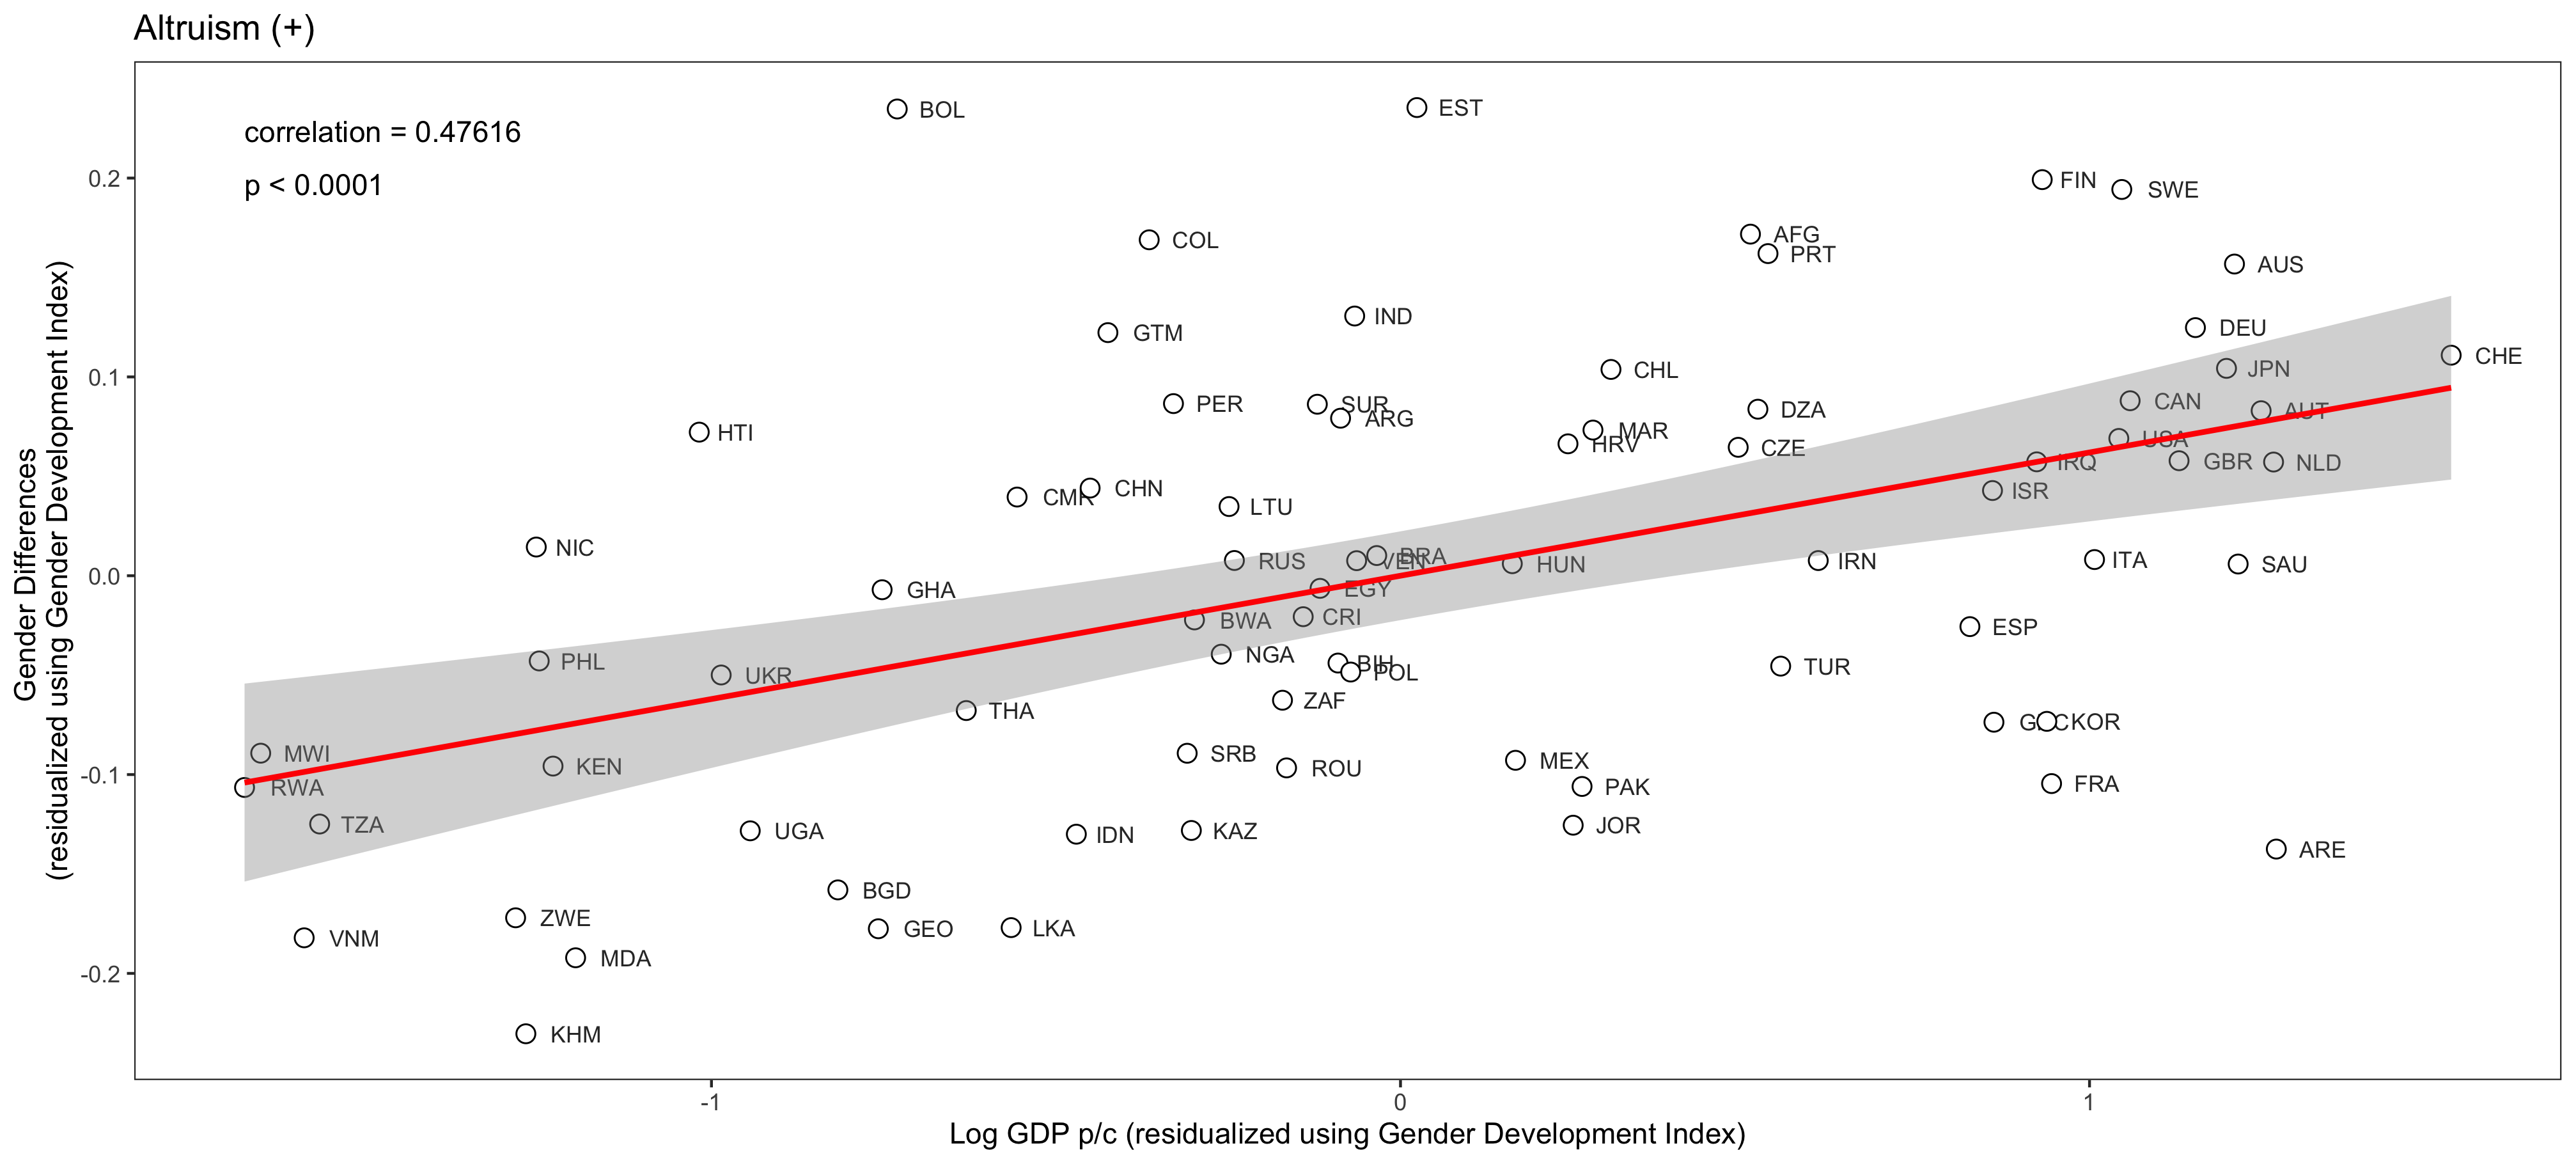 Altruism (+)
correlation = 0.47616
p < 0.0001
BOL
EST
FIN
SWE
COL
AFG
PRT
AUS
IND
DEU
GTM
CHE
CHL
JPN
PER
SUR
ARG
DZA
CAN
AUT
HTI
MAR
HRV
CZE
USA
IRQ
GBR
NLD
CMR
CHN
ISR
LTU
NIC
RUS
VEN
BRA
HUN
IRN
ITA
SAU
GHA
EGY
BWA
CRI
ESP
PHL
UKR
NGA
BIH
POL
TUR
ZAF
THA
GRC
KOR
MWI
KEN
SRB
ROU
MEX
RWA
PAK
FRA
TZA
UGA
IDN
KAZ
JOR
ARE
BGD
ZWE
GEO
LKA
VNM
MDA
KHM
0.2
0.1
0.0
-0.1
-0.2
-1
0
1
Gender Differences
(residualized using Gender Development Index)
Log GDP p/c (residualized using Gender Development Index)